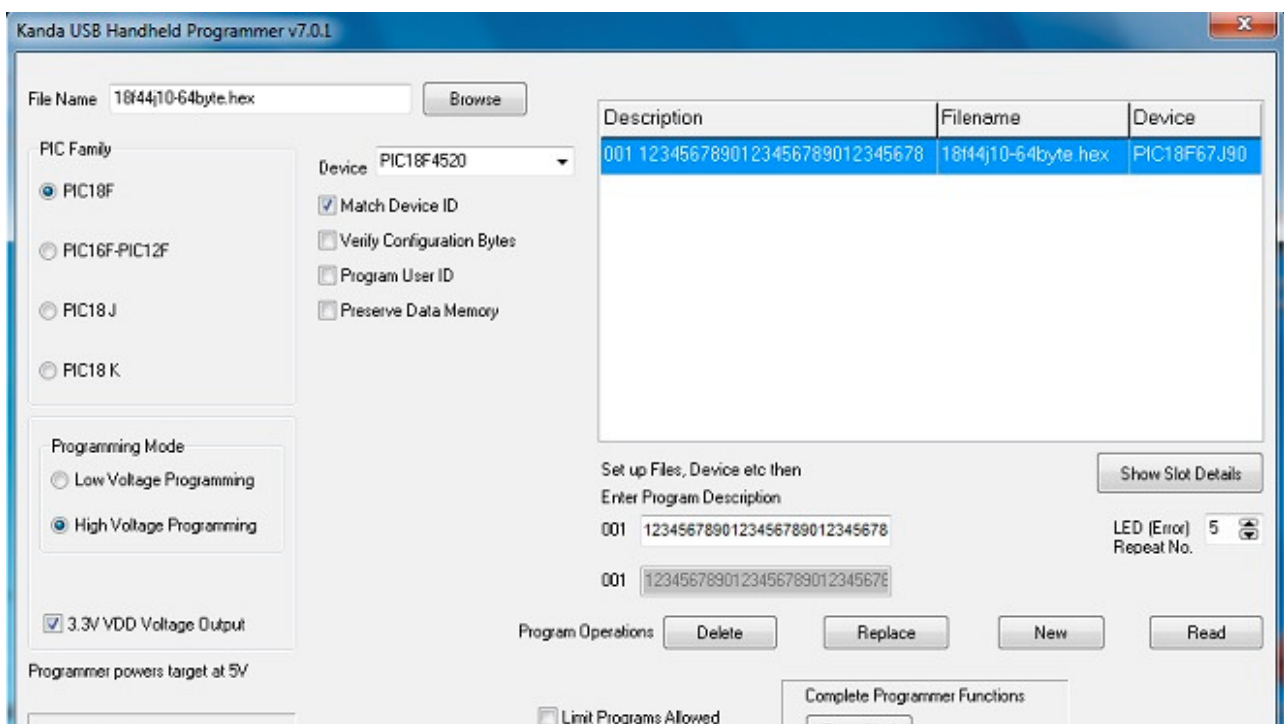 Kanda USB Handheld Programmer v7.0.1
File Name 18f44j10-64byte.hex Browse
PIC Family
PIC18F
PIC16F-PIC12F
PIC18 J
PIC18 K
Device PIC18F4520
Match Device ID
Verify Configuration Bytes
Program User ID
Preserve Data Memory
Description Filename Device
001 1234567890123456789012345678 18f44j10-64byte.hex PIC18F67J90
Programming Mode
Low Voltage Programming
High Voltage Programming
3.3V VDD Voltage Output
Programmer powers target at 5V
Set up Files, Device etc then
Enter Program Description
Show Slot Details
001 1234567890123456789012345678
LED (Error) 5
Repeat No.
001 1234567890123456789012345678
Program Operations Delete Replace New Read
Complete Programmer Functions
Limit Programs Allowed